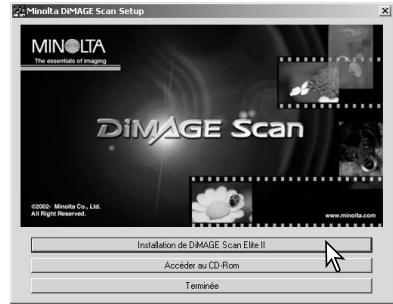 Minolta DiMAGE Scan Setup
MINOLTA
The essentials of imaging
DiMAGE Scan
©2002- Minolta Co., Ltd.
All Right Reserved.
www.minolta.com
Installation de DiMAGE Scan Elite II
Accéder au CD-Rom
Terminée